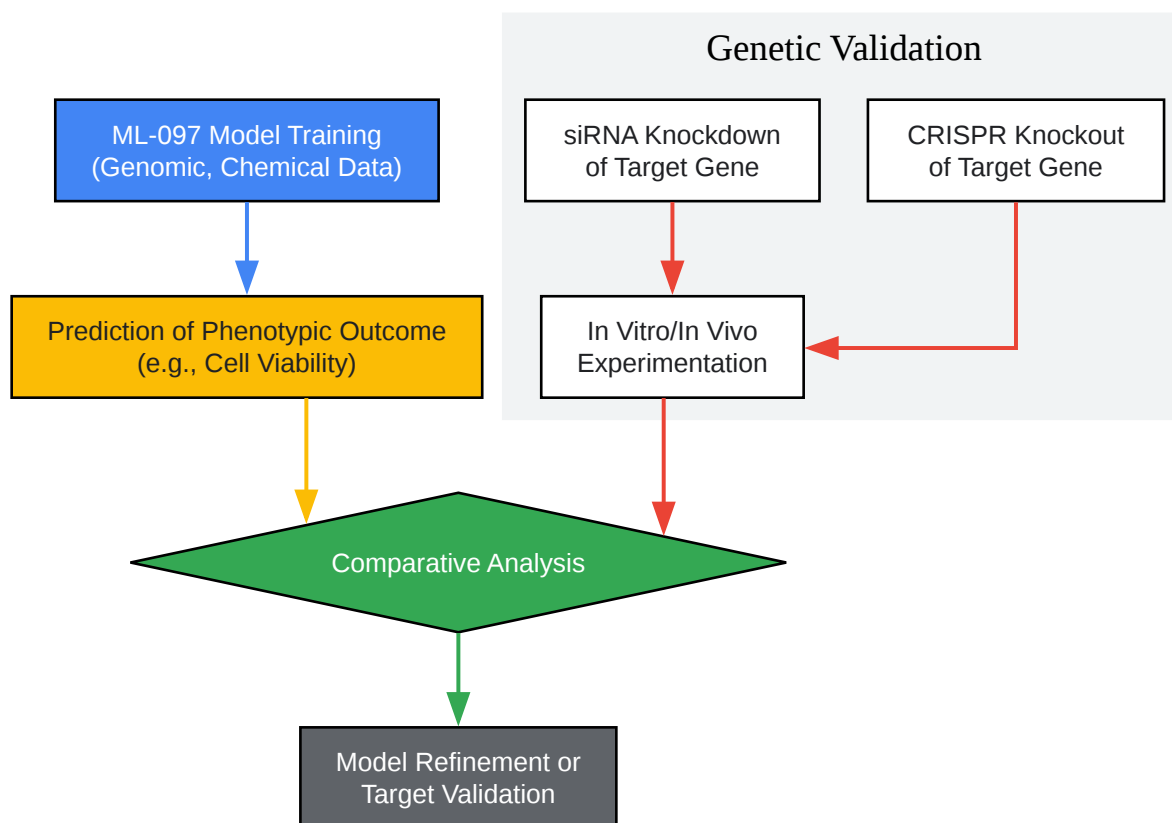 Genetic Validation
ML-097 Model Training
(Genomic, Chemical Data)
siRNA Knockdown
of Target Gene
CRISPR Knockout
of Target Gene
Prediction of Phenotypic Outcome
(e.g., Cell Viability)
In Vitro/In Vivo
Experimentation
Comparative Analysis
Model Refinement or
Target Validation